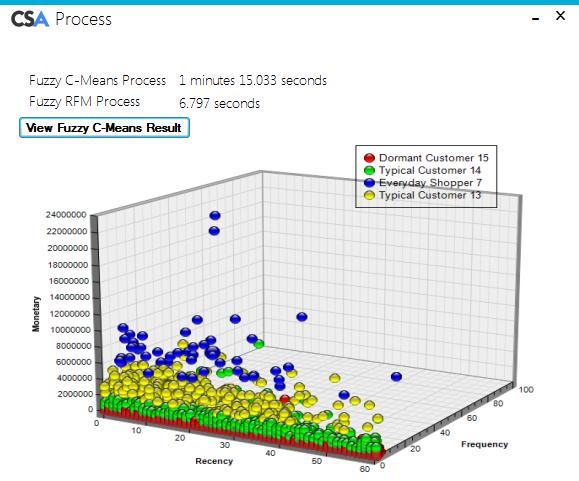 CSA Process
Fuzzy C-Means Process 1 minutes 15.033 seconds
Fuzzy RFM Process 6.797 seconds
View Fuzzy C-Means Result
Dormant Customer 15
Typical Customer 14
Everyday Shopper 7
Typical Customer 13
24000000
22000000
20000000
18000000
16000000
14000000
12000000
10000000
8000000
6000000
4000000
2000000
0
Monetary
0
10
20
30
40
50
60
Recency
0
20
40
60
80
100
Frequency